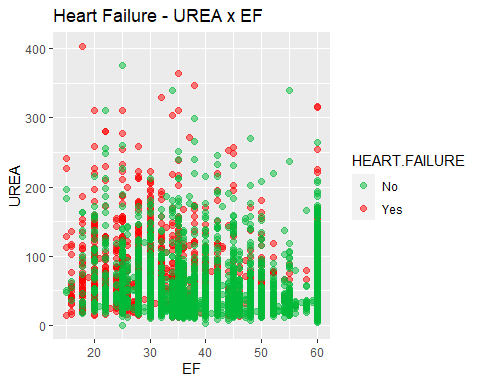 Heart Failure - UREA x EF
400
300
200
100
0
UREA
20
30
40
50
60
EF
HEART.FAILURE
No
Yes